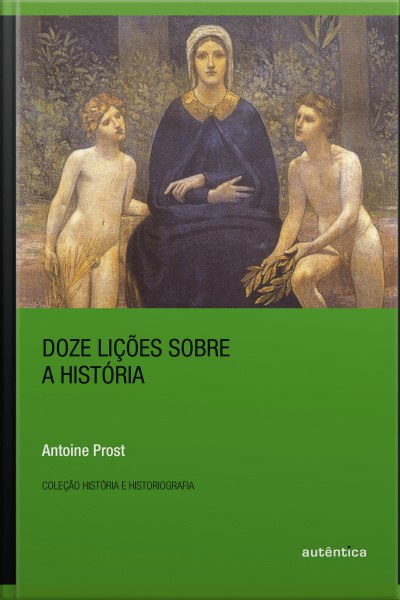 DOZE LIÇÕES SOBRE
A HISTÓRIA
Antoine Prost
COLEÇÃO HISTÓRIA E HISTORIOGRAFIA
autêntica